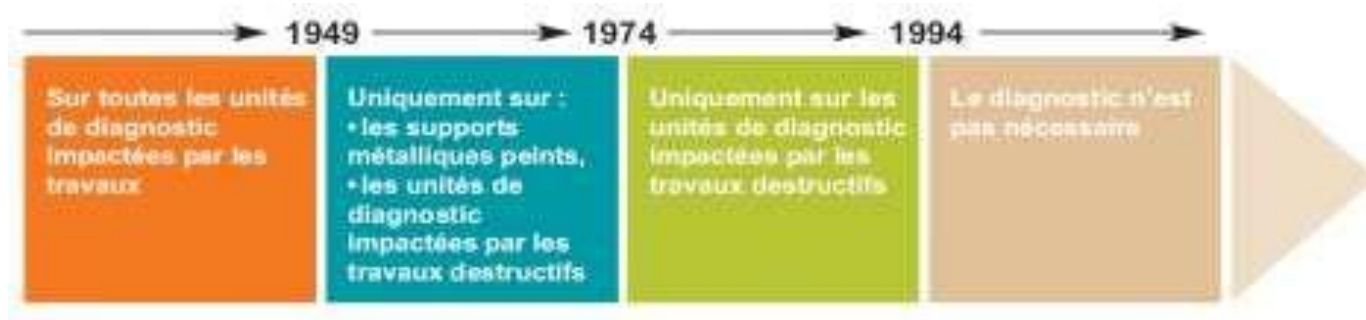 1949 1974 1994
Sur toutes les unités
de diagnostic
impactées par les
travaux
Uniquement sur :
• les supports
métalliques peints,
• les unités de
diagnostic
impactées par les
travaux destructifs
Uniquement sur les
unités de diagnostic
impactées par les
travaux destructifs
Le diagnostic n'est
pas nécessaire